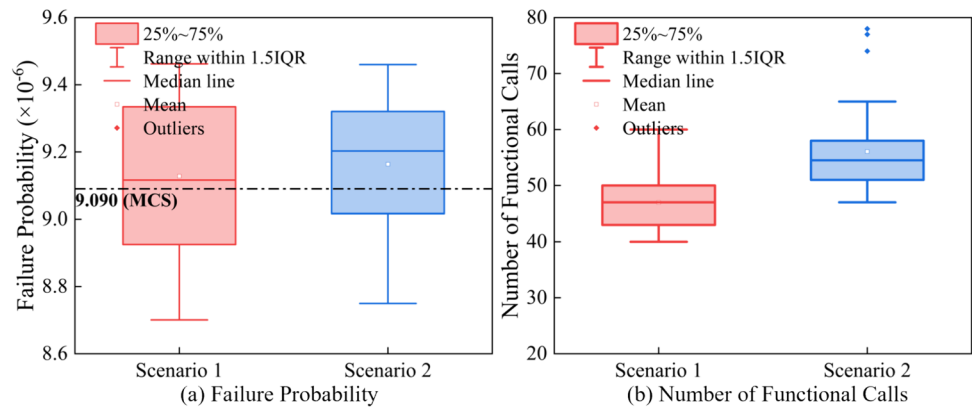 Failure Probability (×10⁻⁶)
9.6
9.4
9.2
9.0
8.8
8.6
25%~75%
Range within 1.5IQR
Median line
Mean
Outliers
9.090 (MCS)
Scenario 1
Scenario 2
(a) Failure Probability
Number of Functional Calls
80
70
60
50
40
30
20
25%~75%
Range within 1.5IQR
Median line
Mean
Outliers
Scenario 1
Scenario 2
(b) Number of Functional Calls